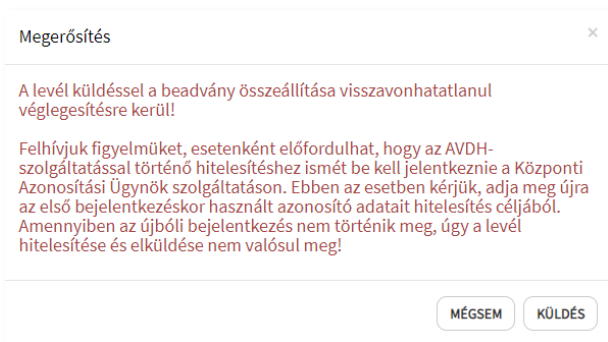 Megerősítés
×
A levél küldéssel a beadvány összeállítása visszavonhatatlanul
véglegesítésre kerül!
Felhívjuk figyelmüket, esetenként előfordulhat, hogy az AVDH-
szolgáltatással történő hitelesítéshez ismét be kell jelentkeznie a Központi
Azonosítási Ügynök szolgáltatáson. Ebben az esetben kérjük, adja meg újra
az első bejelentkezéskor használt azonosító adatait hitelesítés céljából.
Amennyiben az újbóli bejelentkezés nem történik meg, úgy a levél
hitelesítése és elküldése nem valósul meg!
MÉGSEM KÜLDÉS